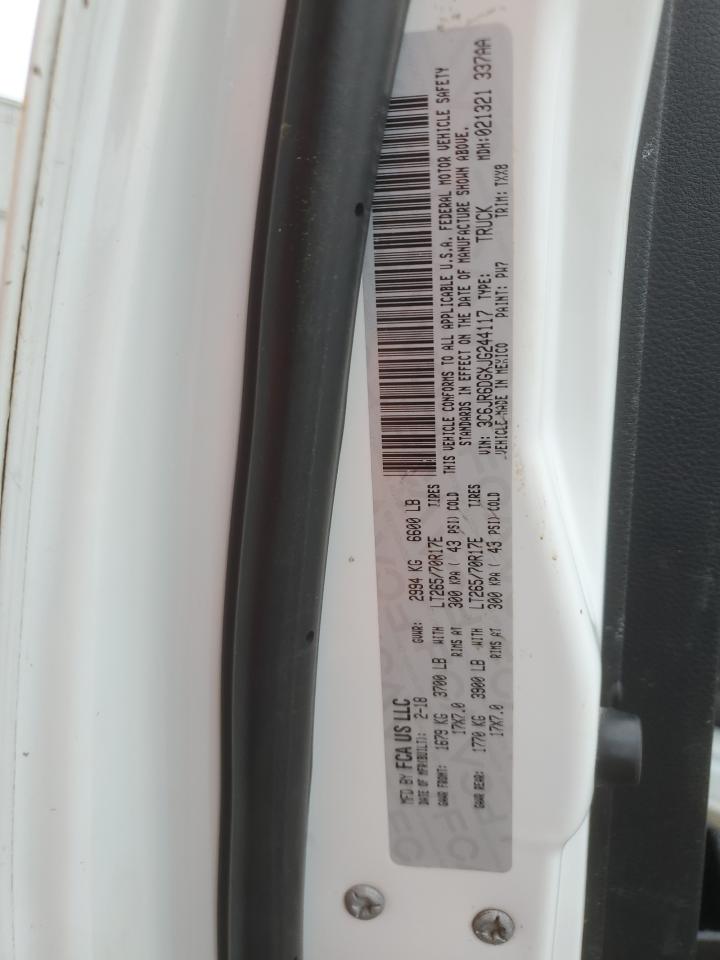 MFD BY FCA US LLC
DATE OF MFR(BUILT): 2-18 GVWR: 2994 KG 6600 LB
GAWR FRONT: 1679 KG 3700 LB WITH LT265/70R17E TIRES
17X7.0 RIMS AT 300 KPA ( 43 PSI) COLD
GAWR REAR: 1770 KG 3900 LB WITH LT265/70R17E TIRES
17X7.0 RIMS AT 300 KPA ( 43 PSI) COLD
THIS VEHICLE CONFORMS TO ALL APPLICABLE U.S.A. FEDERAL MOTOR VEHICLE SAFETY
STANDARDS IN EFFECT ON THE DATE OF MANUFACTURE SHOWN ABOVE.
VIN: 3C6JR6DGXJG244117 TYPE: TRUCK MDH:021321 337AA
VEHICLE MADE IN MEXICO PAINT: PW7 TRIM: TXX8